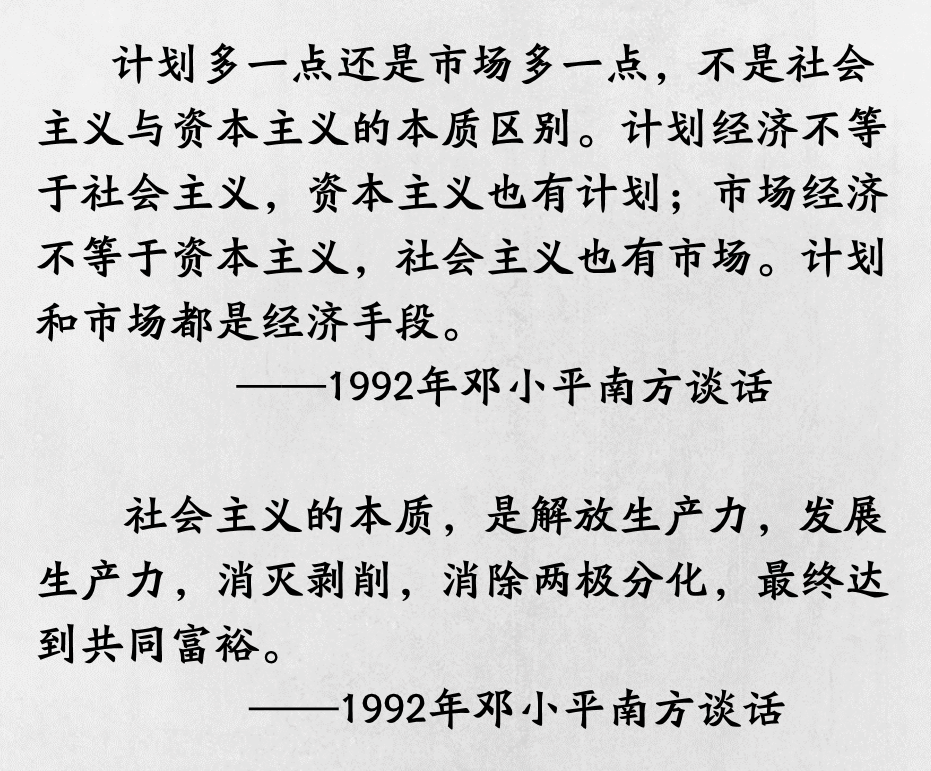 计划多一点还是市场多一点，不是社会
主义与资本主义的本质区别。计划经济不等
于社会主义，资本主义也有计划；市场经济
不等于资本主义，社会主义也有市场。计划
和市场都是经济手段。
——1992年邓小平南方谈话
社会主义的本质，是解放生产力，发展
生产力，消灭剥削，消除两极分化，最终达
到共同富裕。
——1992年邓小平南方谈话